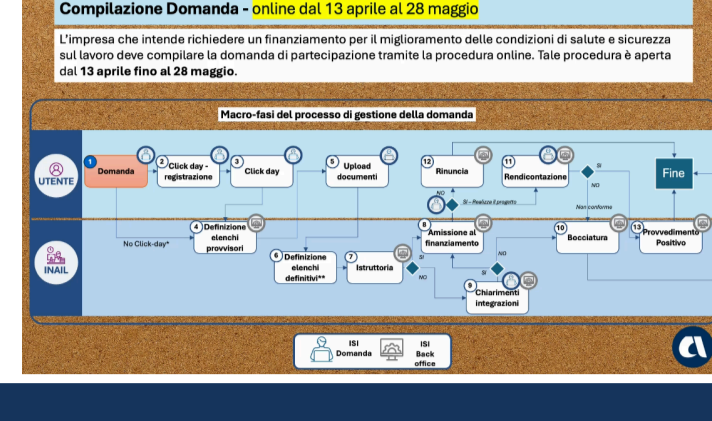 Compilazione Domanda - online dal 13 aprile al 28 maggio
L'impresa che intende richiedere un finanziamento per il miglioramento delle condizioni di salute e sicurezza
sul lavoro deve compilare la domanda di partecipazione tramite la procedura online. Tale procedura è aperta
dal 13 aprile fino al 28 maggio.
Macro-fasi del processo di gestione della domanda
UTENTE
1
Domanda
2
Click day -
registrazione
3
Click day
5
Upload
documenti
12
Rinuncia
11
Rendicontazione
SI
NO
Fine
NO
SI - Realizza il progetto
Non conforme
INAIL
No Click-day*
4
Definizione
elenchi
provvisori
6
Definizione
elenchi
definitivi**
7
Istruttoria
SI
NO
8
Amissione al
finanziamento
SI
NO
9
Chiarimenti
integrazioni
10
Bocciatura
13
Provvedimento
Positivo
ISI
Domanda
ISI
Back
office